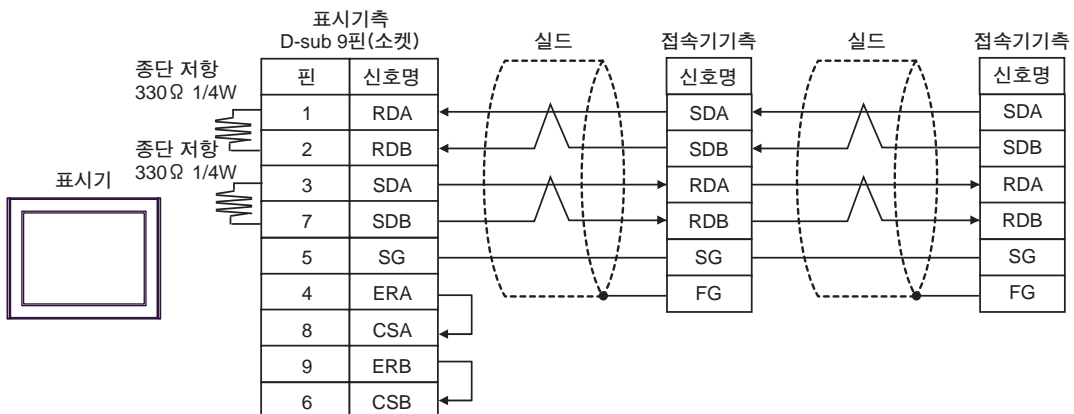 표시기측
D-sub 9핀(소켓)
실드
접속기기측
실드
접속기기측
종단 저항
330Ω 1/4W
종단 저항
330Ω 1/4W
표시기
핀 신호명
1 RDA
2 RDB
3 SDA
7 SDB
5 SG
4 ERA
8 CSA
9 ERB
6 CSB
신호명
SDA
SDB
RDA
RDB
SG
FG
신호명
SDA
SDB
RDA
RDB
SG
FG